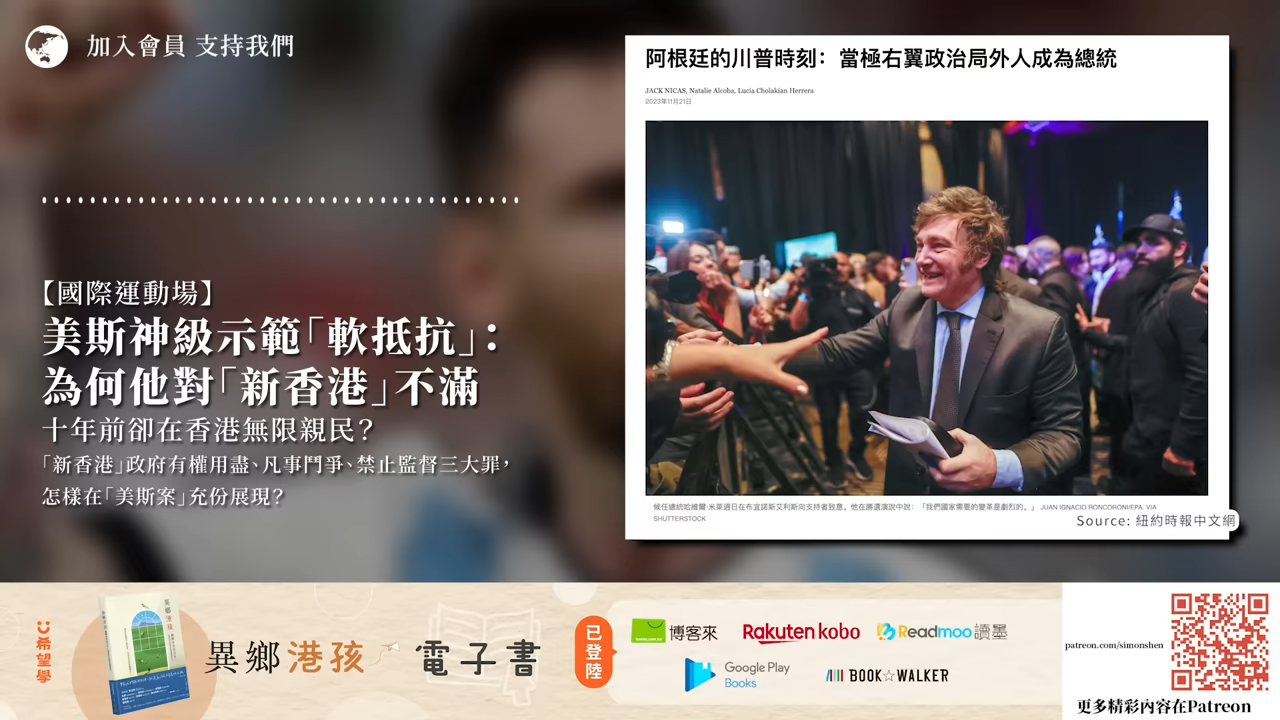 加入會員 支持我們
阿根廷的川普時刻：當極右翼政治局外人成為總統
JACK NICAS, Natalie Alcoba, Lucía Cholakian Herrera
2023年11月21日
候任總統哈維爾·米萊週日在布宜諾斯艾利斯向支持者致意。他在勝選演說中說：「我們國家需要的變革是劇烈的。」 JUAN IGNACIO RONCORONI/EPA, VIA
SHUTTERSTOCK
Source: 紐約時報中文網
【國際運動場】
美斯神級示範「軟抵抗」：
為何他對「新香港」不滿
十年前卻在香港無限親民？
「新香港」政府有權用盡、凡事鬥爭、禁止監督三大罪，
怎樣在「美斯案」充份展現？
希望學
異鄉港孩 電子書
已登陸
博客來
Rakuten kobo
Readmoo 讀墨
Google Play
Books
BOOK☆WALKER
patreon.com/simonshen
更多精彩內容在Patreon